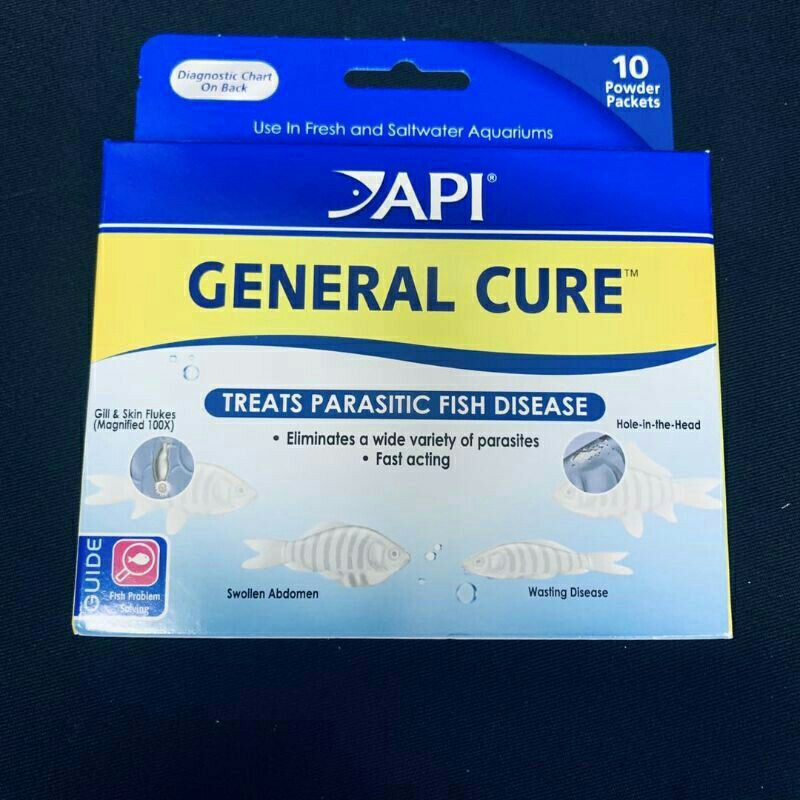 Diagnostic Chart
On Back
10
Powder
Packets
Use In Fresh and Saltwater Aquariums
API®
GENERAL CURE™
TREATS PARASITIC FISH DISEASE
Gill & Skin Flukes
(Magnified 100X)
• Eliminates a wide variety of parasites
• Fast acting
Hole-in-the-Head
GUIDE
Fish Problem
Solving
Swollen Abdomen
Wasting Disease